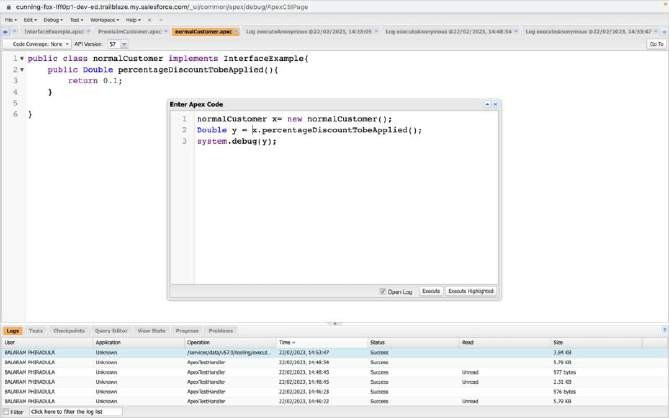 cunning-fox-lff0p1-dev-ed.trailblaze.my.salesforce.com/_ui/common/apex/debug/ApexCSIPage
File Edit Debug Test Workspace Help < >
InterfaceExample.apxc PremiumCustomer.apxc normalCustomer.apxc Log executeAnonymous @22/02/2023, 14:35:05 Log executeAnonymous @22/02/2023, 14:48:54 Log executeAnonymous @22/02/2023, 14:53:47
Code Coverage: None API Version: 57 Go To
1 public class normalCustomer implements InterfaceExample{
2 public Double percentageDiscountTobeApplied(){
3 return 0.1;
4 }
5
6 }
Enter Apex Code
1 normalCustomer x= new normalCustomer();
2 Double y = x.percentageDiscountTobeApplied();
3 system.debug(y);
Open Log Execute Execute Highlighted
Logs Tests Checkpoints Query Editor View State Progress Problems
User Application Operation Time Status Read Size
BALARAM PHIRADULA Unknown /services/data/v57.0/tooling/execut... 22/02/2023, 14:53:47 Success 3.84 KB
BALARAM PHIRADULA Unknown ApexTestHandler 22/02/2023, 14:48:54 Success 5.79 KB
BALARAM PHIRADULA Unknown ApexTestHandler 22/02/2023, 14:48:45 Success Unread 577 bytes
BALARAM PHIRADULA Unknown ApexTestHandler 22/02/2023, 14:48:45 Success Unread 2.31 KB
BALARAM PHIRADULA Unknown ApexTestHandler 22/02/2023, 14:46:23 Success 576 bytes
BALARAM PHIRADULA Unknown ApexTestHandler 22/02/2023, 14:46:22 Success Unread 5.79 KB
Filter Click here to filter the log list